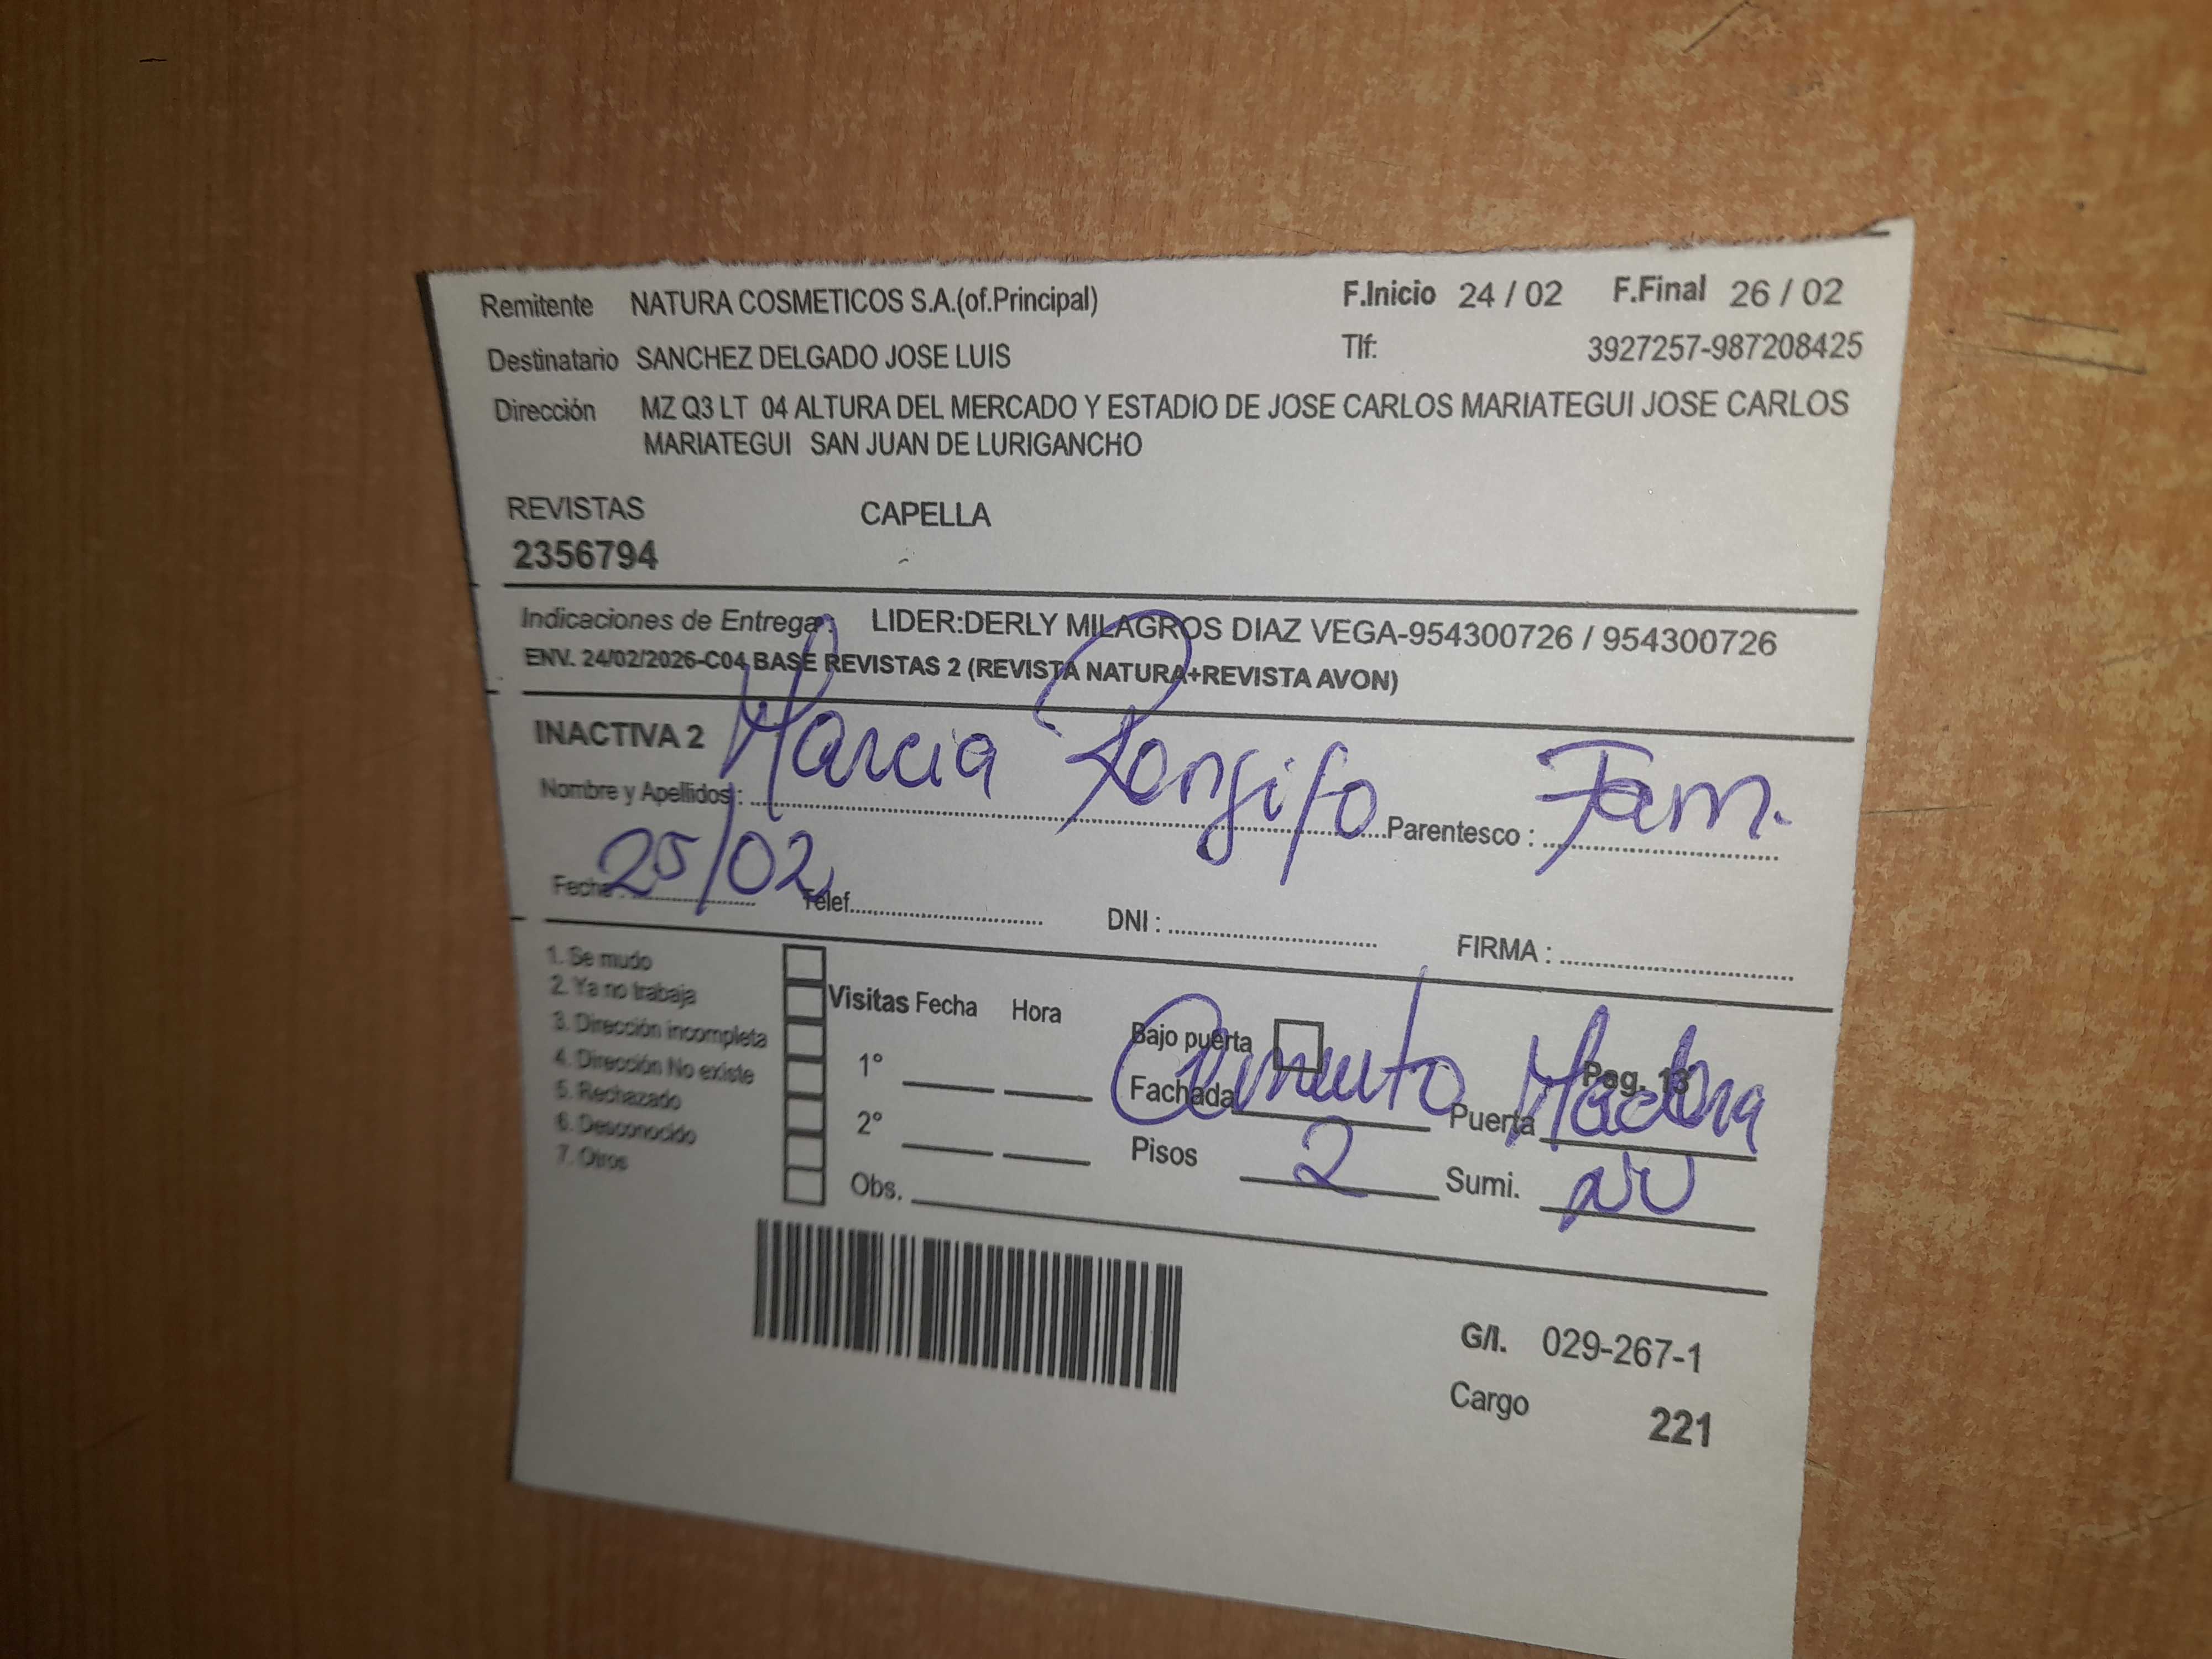 Remitente NATURA COSMETICOS S.A.(of.Principal) F.Inicio 24 / 02 F.Final 26 / 02
Destinatario SANCHEZ DELGADO JOSE LUIS Tlf: 3927257-987208425
Dirección MZ Q3 LT 04 ALTURA DEL MERCADO Y ESTADIO DE JOSE CARLOS MARIATEGUI JOSE CARLOS
MARIATEGUI SAN JUAN DE LURIGANCHO
REVISTAS CAPELLA
2356794
Indicaciones de Entrega : LIDER:DERLY MILAGROS DIAZ VEGA-954300726 / 954300726
ENV. 24/02/2026-C04 BASE REVISTAS 2 (REVISTA NATURA+REVISTA AVON)
INACTIVA 2
Nombre y Apellidos : Marcia Rengifo Parentesco : Fam.
Fecha : 25/02 Telef. DNI : FIRMA :
1. Se mudo
2. Ya no trabaja
3. Dirección incompleta
4. Dirección No existe
5. Rechazado
6. Desconocido
7. Otros
Visitas Fecha Hora
1°
2°
Obs.
Bajo puerta Pag. 16
Fachada Cemento Puerta
Pisos 2 Sumi.
G/I. 029-267-1
Cargo 221